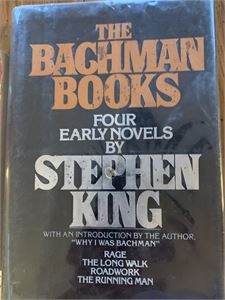 THE
BACHMAN
BOOKS
FOUR
EARLY NOVELS
BY
STEPHEN
KING
WITH AN INTRODUCTION BY THE AUTHOR,
"WHY I WAS BACHMAN"
RAGE
THE LONG WALK
ROADWORK
THE RUNNING MAN